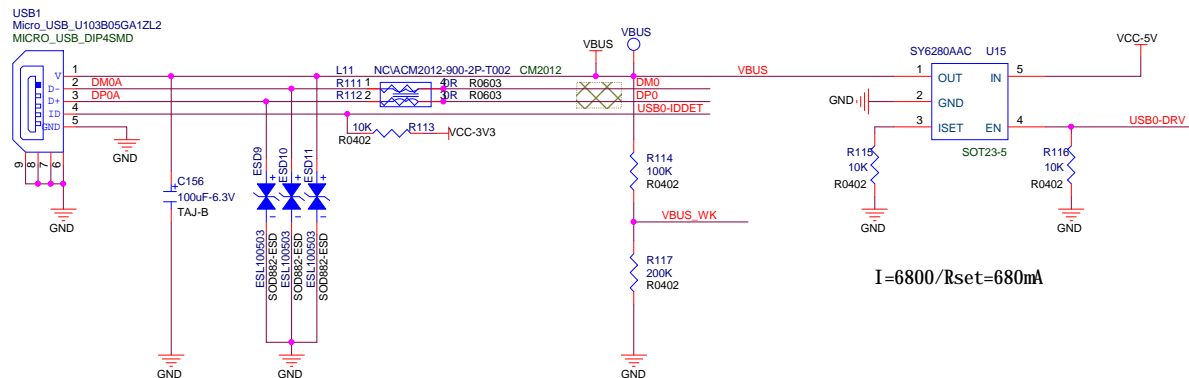 USB1
Micro_USB_U103B05GA1ZL2
MICRO_USB_DIP4SMD
V
D-
D+
ID
GND
1
2
3
4
5
DM0A
DP0A
9
8
7
6
GND
GND
C156
100uF-6.3V
TAJ-B
GND
+
ESD9
ESD10
ESD11
+
+
+
ESL100503
ESL100503
ESL100503
SOD882-ESD
SOD882-ESD
SOD882-ESD
GND
L11
NC\ACM2012-900-2P-T002
CM2012
R111
1
4
0R
R0603
R112
2
3
0R
R0603
10K
R113
R0402
VCC-3V3
VBUS
VBUS
VBUS
DM0
DP0
USB0-IDDET
R114
100K
R0402
VBUS_WK
R117
200K
R0402
GND
SY6280AAC
U15
VCC-5V
1
OUT
IN
5
GND
2
GND
3
ISET
EN
4
USB0-DRV
SOT23-5
R115
10K
R0402
GND
R116
10K
R0402
GND
I=6800/Rset=680mA